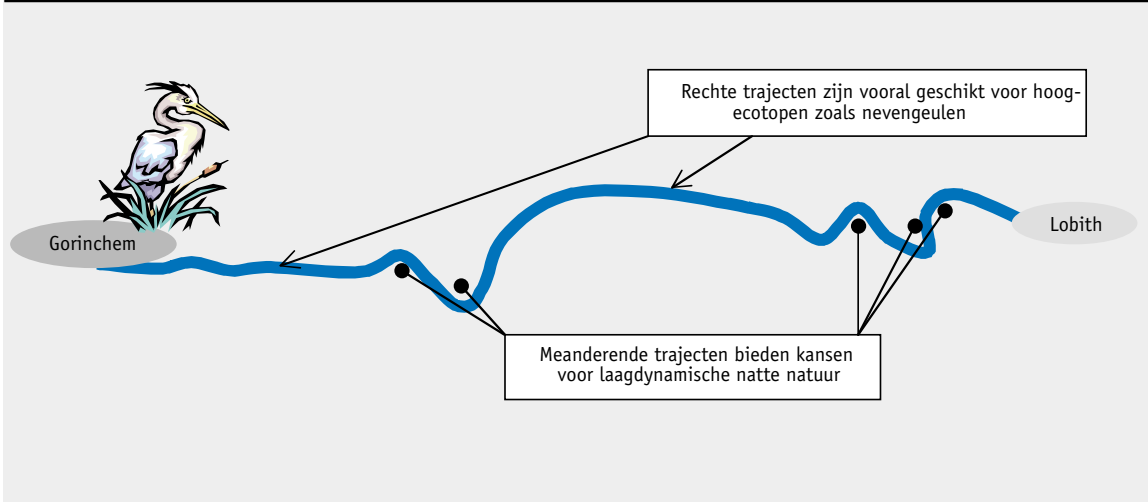 Rechte trajecten zijn vooral geschikt voor hoog-
ecotopen zoals nevengeulen
Gorinchem
Lobith
Meanderende trajecten bieden kansen
voor laagdynamische natte natuur